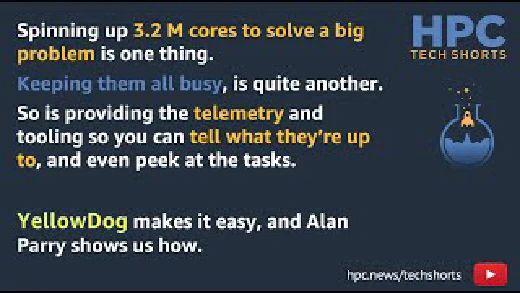 Spinning up 3.2 M cores to solve a big
problem is one thing.
Keeping them all busy, is quite another.
So is providing the telemetry and
tooling so you can tell what they're up
to, and even peek at the tasks.
YellowDog makes it easy, and Alan
Parry shows us how.
HPC
TECH SHORTS
hpc.news/techshorts